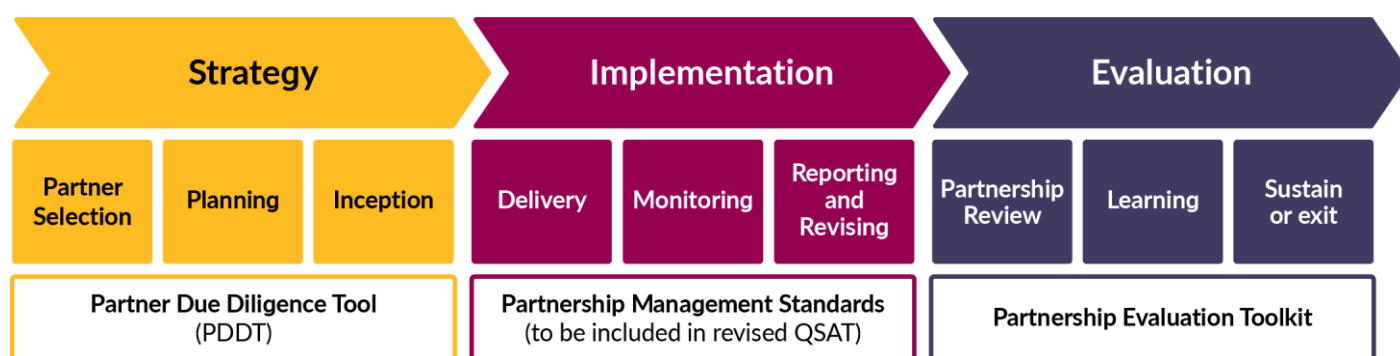 Strategy
Implementation
Evaluation
Partner
Selection
Planning
Inception
Delivery
Monitoring
Reporting
and
Revising
Partnership
Review
Learning
Sustain
or exit
Partner Due Diligence Tool
(PDDT)
Partnership Management Standards
(to be included in revised QSAT)
Partnership Evaluation Toolkit